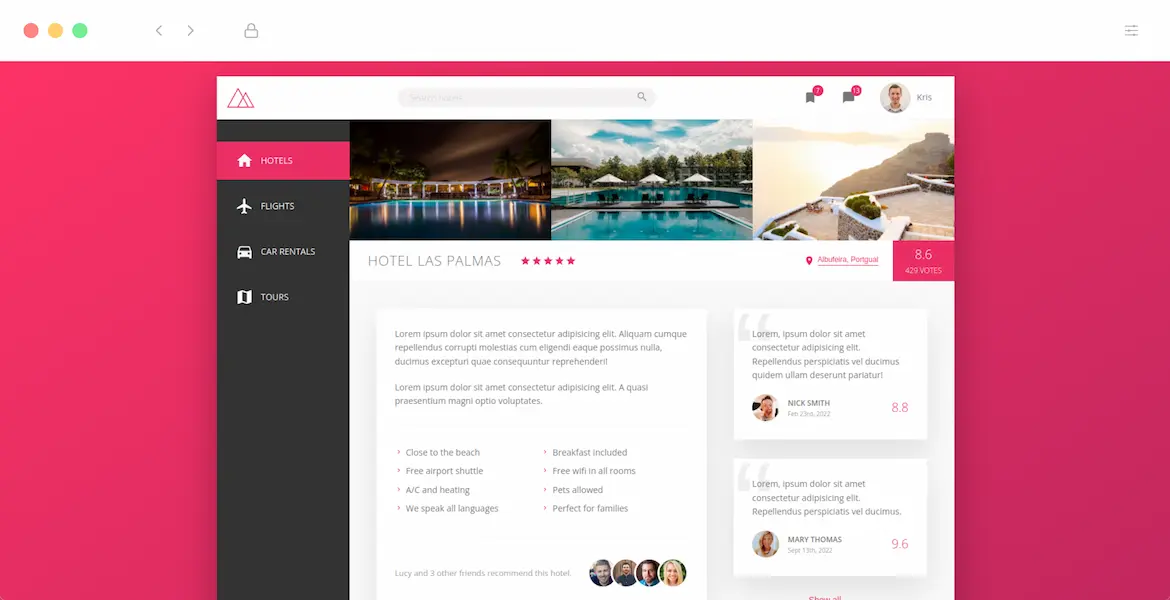 7
13
Kris
HOTELS
FLIGHTS
CAR RENTALS
TOURS
HOTEL LAS PALMAS
Albufeira, Portgual
8.6
429 VOTES
Lorem ipsum dolor sit amet consectetur adipisicing elit. Aliquam cumque
repellendus corrupti molestias cum eligendi eaque possimus nulla,
ducimus excepturi quae consequuntur reprehenderi!
Lorem ipsum dolor sit amet consectetur adipisicing elit. A quasi
praesentium magni optio voluptates.
Close to the beach
Free airport shuttle
A/C and heating
We speak all languages
Breakfast included
Free wifi in all rooms
Pets allowed
Perfect for families
Lucy and 3 other friends recommend this hotel.
“
Lorem, ipsum dolor sit amet
consectetur adipisicing elit.
Repellendus perspiciatis vel ducimus
quidem ullam deserunt pariatur!
NICK SMITH
Feb 23rd, 2022
8.8
“
Lorem, ipsum dolor sit amet
consectetur adipisicing elit.
Repellendus perspiciatis vel ducimus.
MARY THOMAS
Sept 13th, 2022
9.6
Show all